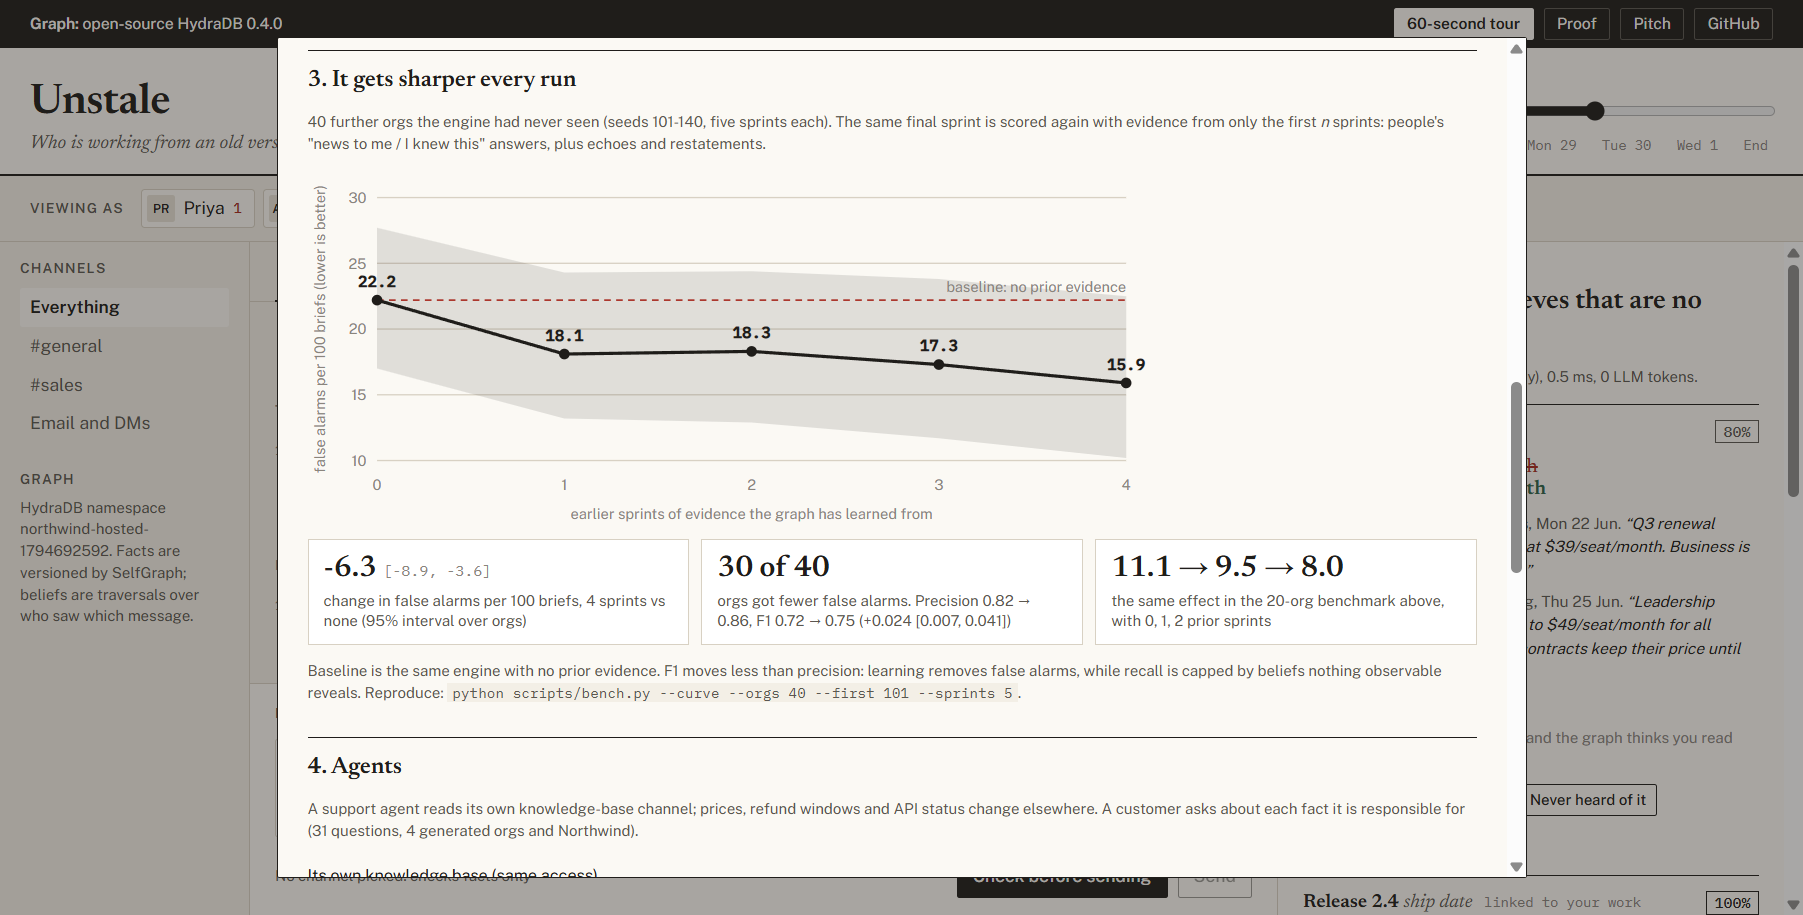 Graph: open-source HydraDB 0.4.0
60-second tour
Proof
Pitch
GitHub
Unstale
Who is working from an old vers
Mon 29
Tue 30
Wed 1
End
VIEWING AS
PR
Priya 1
CHANNELS
Everything
#general
#sales
Email and DMs
GRAPH
HydraDB namespace
northwind-hosted-
1794692592. Facts are
versioned by SelfGraph;
beliefs are traversals over
who saw which message.
3. It gets sharper every run
40 further orgs the engine had never seen (seeds 101-140, five sprints each). The same final sprint is scored again with evidence from only the first n sprints: people's
"news to me / I knew this" answers, plus echoes and restatements.
false alarms per 100 briefs (lower is better)
30
25
20
15
10
22.2
18.1
18.3
17.3
15.9
baseline: no prior evidence
0
1
2
3
4
earlier sprints of evidence the graph has learned from
-6.3 [-8.9, -3.6]
change in false alarms per 100 briefs, 4 sprints vs
none (95% interval over orgs)
30 of 40
orgs got fewer false alarms. Precision 0.82 →
0.86, F1 0.72 → 0.75 (+0.024 [0.007, 0.041])
11.1 → 9.5 → 8.0
the same effect in the 20-org benchmark above,
with 0, 1, 2 prior sprints
Baseline is the same engine with no prior evidence. F1 moves less than precision: learning removes false alarms, while recall is capped by beliefs nothing observable
reveals. Reproduce: python scripts/bench.py --curve --orgs 40 --first 101 --sprints 5 .
4. Agents
A support agent reads its own knowledge-base channel; prices, refund windows and API status change elsewhere. A customer asks about each fact it is responsible for
(31 questions, 4 generated orgs and Northwind).
Its own knowledge base (same access)
eves that are no
y), 0.5 ms, 0 LLM tokens.
80%
h
th
, Mon 22 Jun. “Q3 renewal
at $39/seat/month. Business is
”
g, Thu 25 Jun. “Leadership
to $49/seat/month for all
ontracts keep their price until
and the graph thinks you read
Never heard of it
Check before sending
Send
Release 2.4 ship date linked to your work
100%